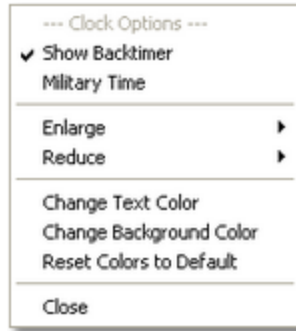 --- Clock Options ---
Show Backtimer
Military Time
Enlarge
Reduce
Change Text Color
Change Background Color
Reset Colors to Default
Close